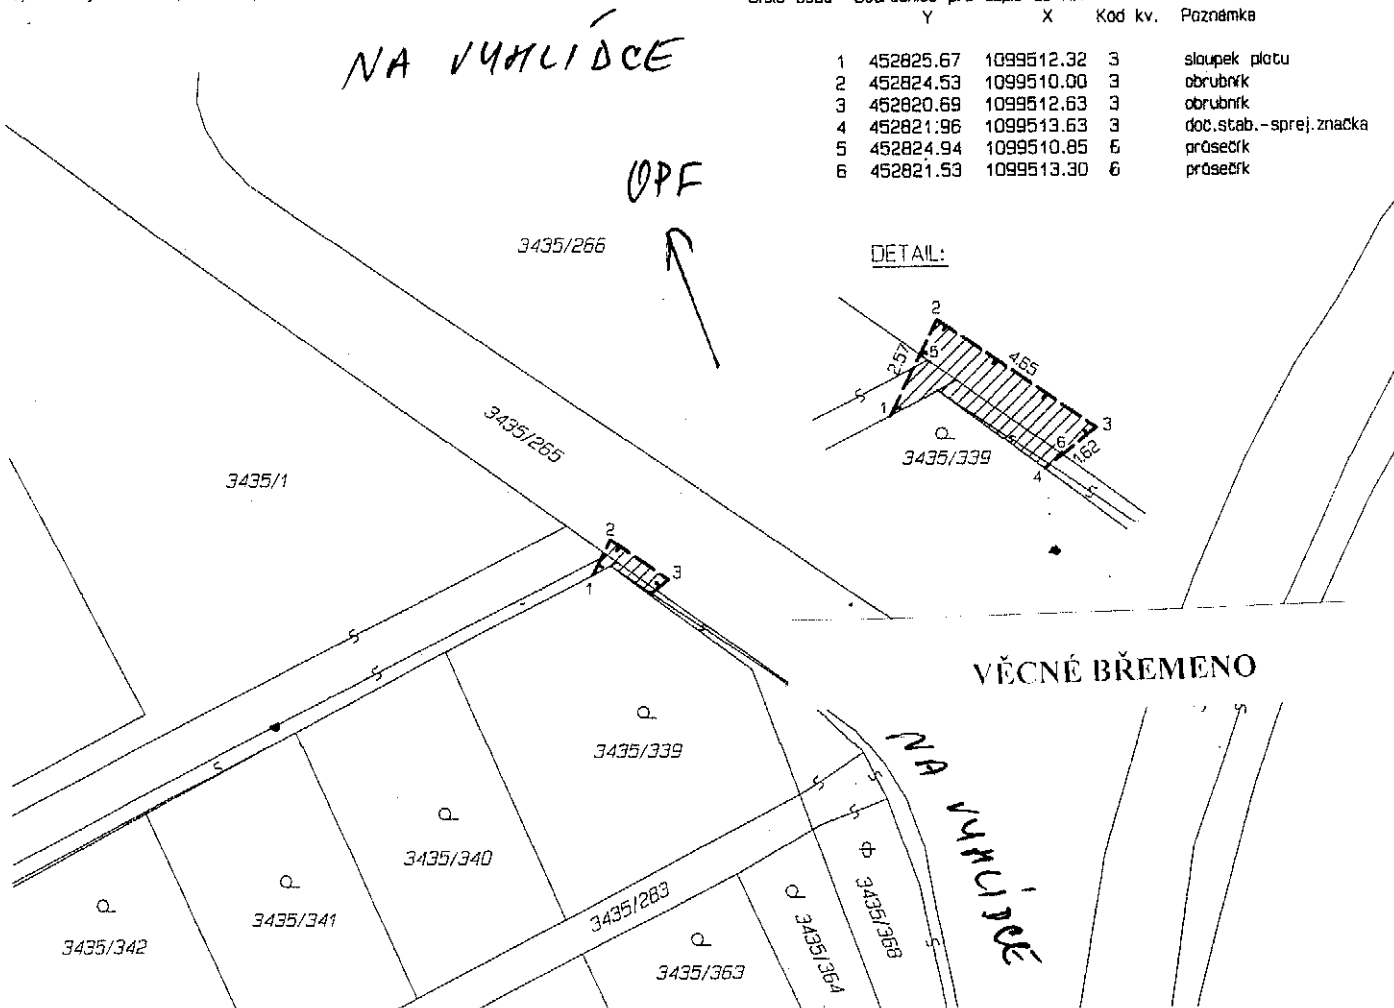 Y X Kód kv. Poznámka
1 452825.67 1099512.32 3 sloupek plotu
2 452824.53 1099510.00 3 obrubník
3 452820.69 1099512.63 3 obrubník
4 452821.96 1099513.63 3 doč.stab.-sprej.značka
5 452824.94 1099510.85 6 průsečík
6 452821.53 1099513.30 6 průsečík
NA VYHLÍDCE
OPF
3435/266
DETAIL:
2
5
4.65
2.57
1
3
6
1.62
4
3435/339
3435/265
3435/1
2
3
1
VĚCNÉ BŘEMENO
3435/339
NA VYHLÍDCE
3435/340
3435/341
3435/342
3435/283
3435/363
3435/364
3435/368